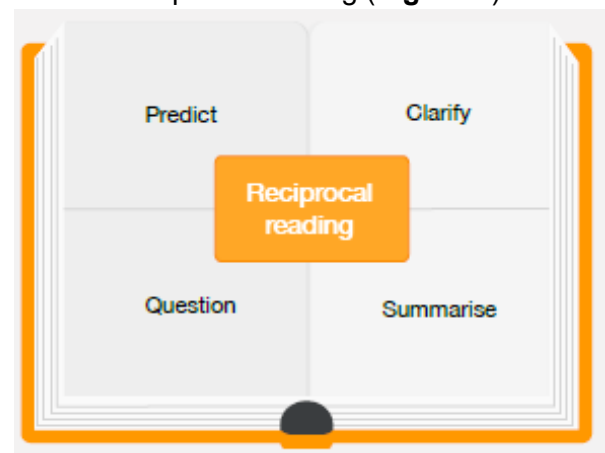 Predict
Clarify
Reciprocal
reading
Question
Summarise